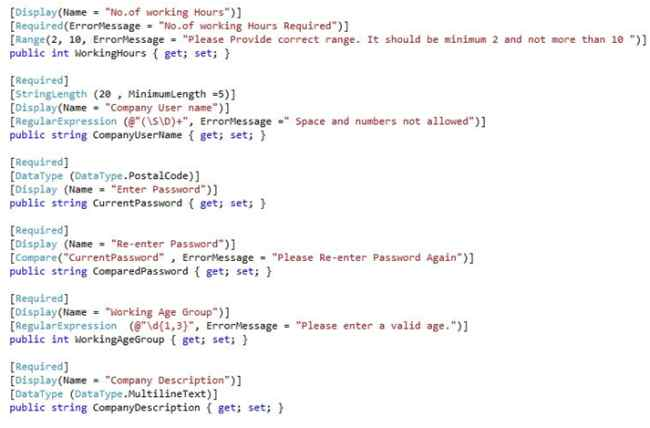 [Display(Name = "No.of working Hours")]
[Required(ErrorMessage = "No.of working Hours Required")]
[Range(2, 10, ErrorMessage = "Please Provide correct range. It should be minimum 2 and not more than 10 ")]
public int WorkingHours { get; set; }

[Required]
[StringLength (20 , MinimumLength =5)]
[Display(Name = "Company User name")]
[RegularExpression (@"(\S\D)+", ErrorMessage =" Space and numbers not allowed")]
public string CompanyUserName { get; set; }

[Required]
[DataType (DataType.PostalCode)]
[Display (Name = "Enter Password")]
public string CurrentPassword { get; set; }

[Required]
[Display (Name = "Re-enter Password")]
[Compare("CurrentPassword" , ErrorMessage = "Please Re-enter Password Again")]
public string ComparedPassword { get; set; }

[Required]
[Display(Name = "Working Age Group")]
[RegularExpression  (@"\d{1,3}", ErrorMessage = "Please enter a valid age.")]
public int WorkingAgeGroup { get; set; }

[Required]
[Display(Name = "Company Description")]
[DataType (DataType.MultilineText)]
public string CompanyDescription { get; set; }